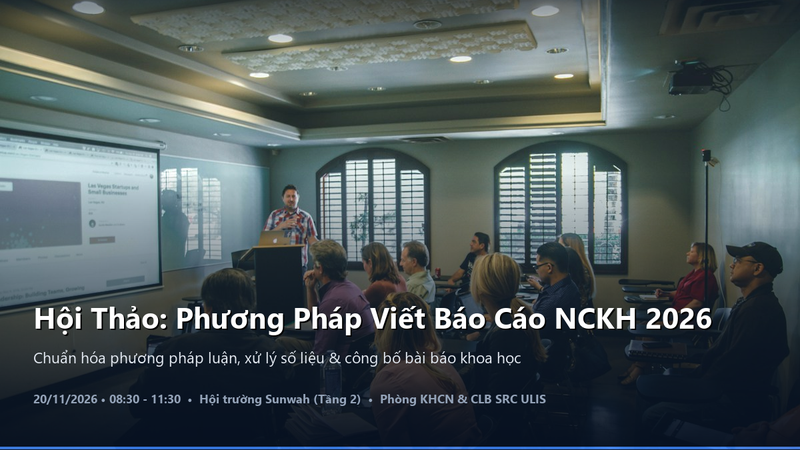 Las Vegas Startups and
Small Businesses
Hội Thảo: Phương Pháp Viết Báo Cáo NCKH 2026
Chuẩn hóa phương pháp luận, xử lý số liệu & công bố bài báo khoa học
20/11/2026 • 08:30 - 11:30 • Hội trường Sunwah (Tầng 2) • Phòng KHCN & CLB SRC ULIS